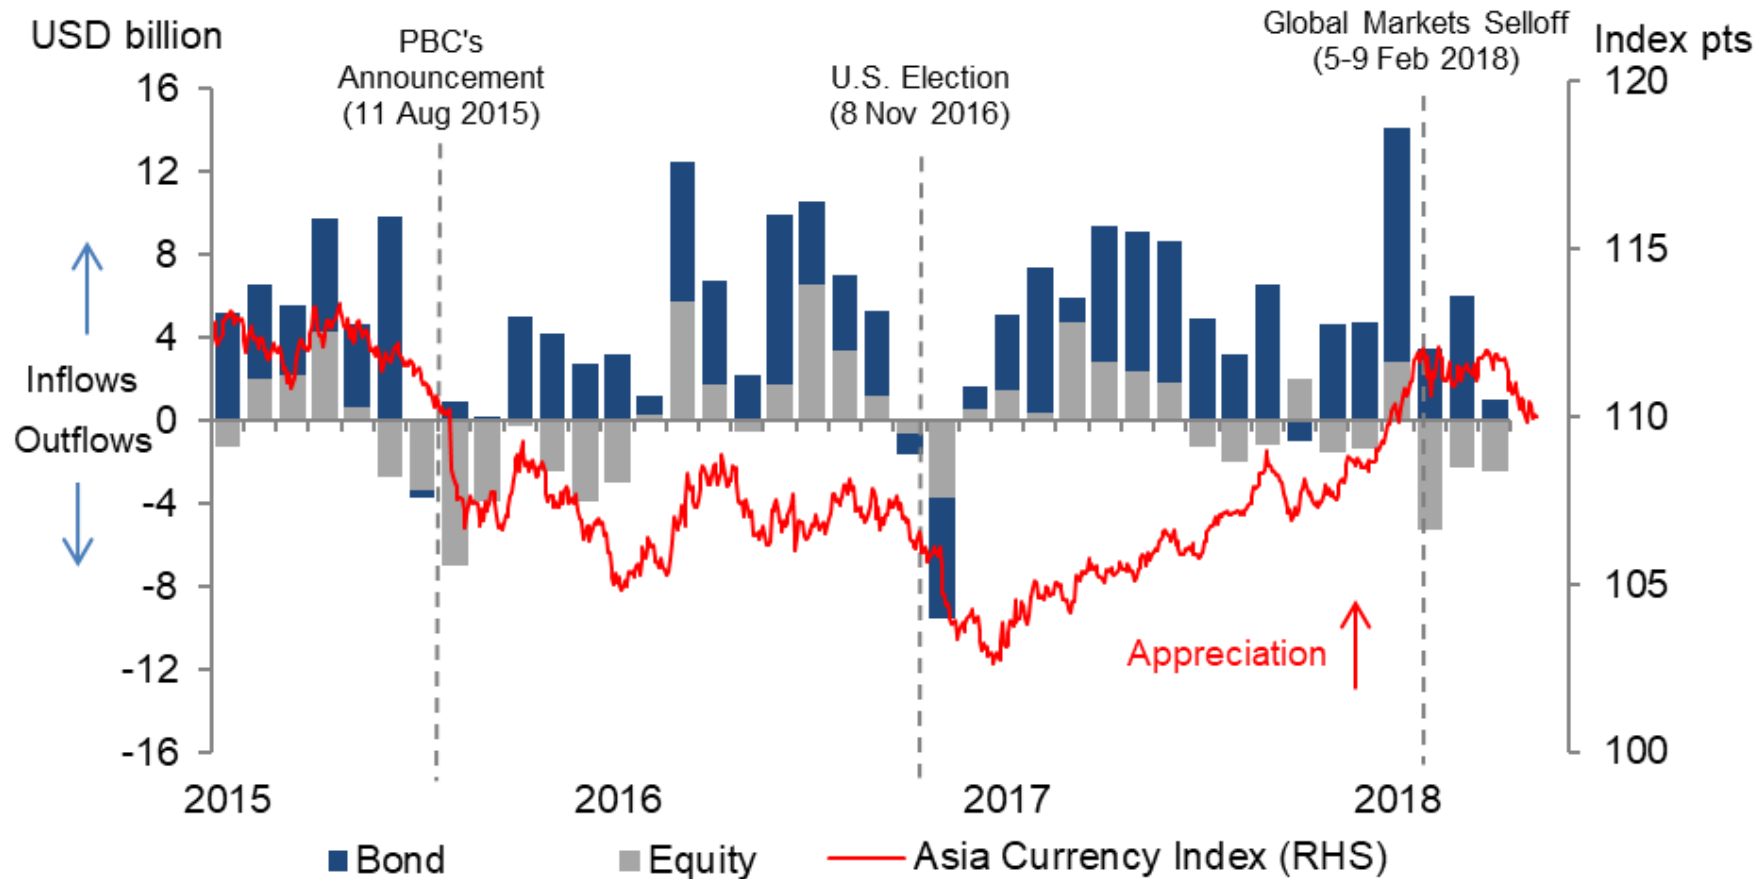 USD billion
PBC's
Announcement
(11 Aug 2015)
U.S. Election
(8 Nov 2016)
Global Markets Selloff
(5-9 Feb 2018)
Index pts
16
12
8
4
0
-4
-8
-12
-16
Inflows
Outflows
120
115
110
105
100
Appreciation
2015
2016
2017
2018
Bond
Equity
Asia Currency Index (RHS)